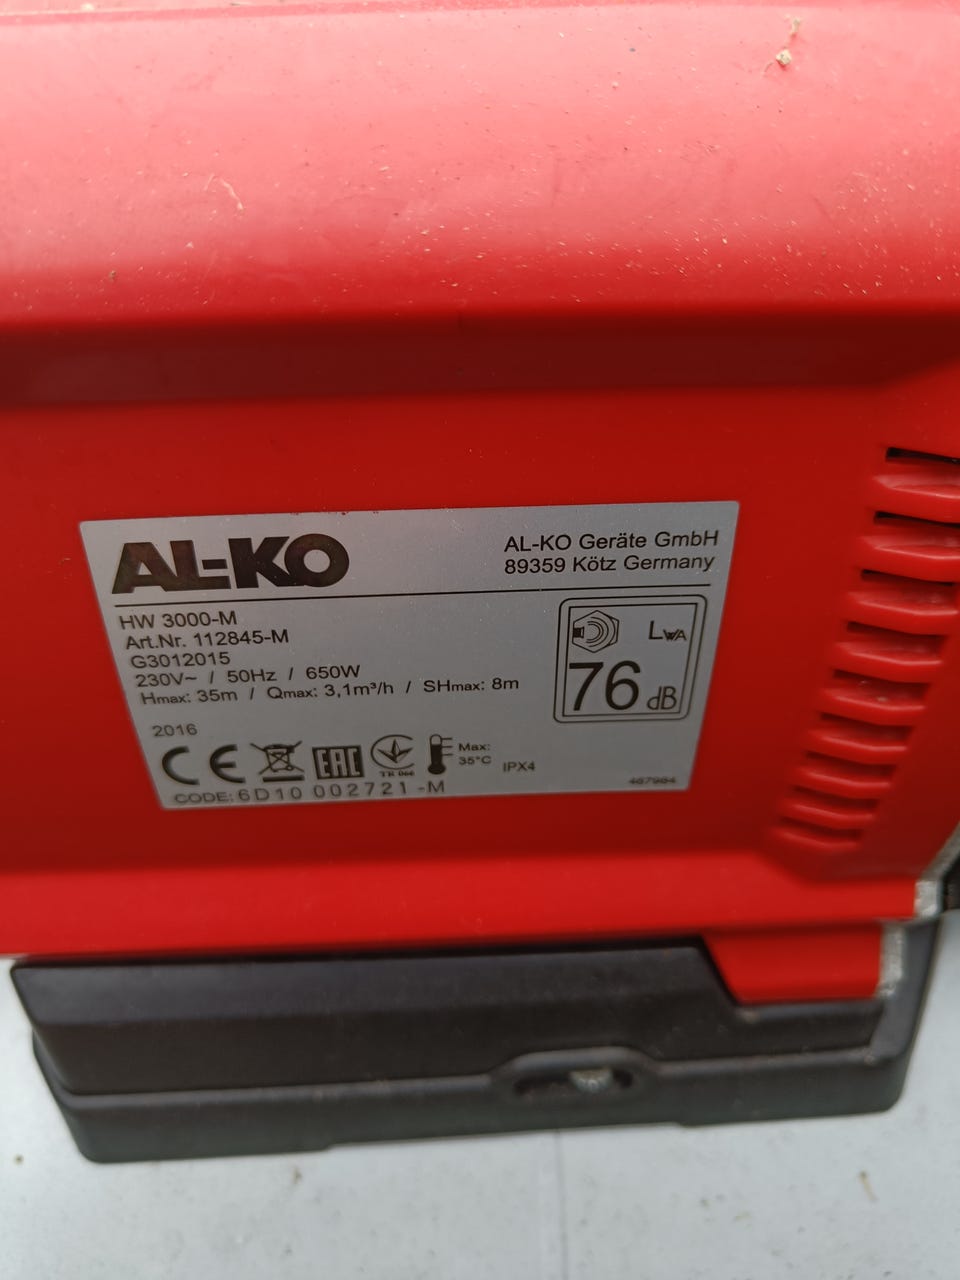 AL-KO
AL-KO Geräte GmbH
89359 Kötz Germany
HW 3000-M
Art.Nr. 112845-M
G3012015
230V~ / 50Hz / 650W
Hmax: 35m / Qmax: 3,1m³/h / SHmax: 8m
LWA
76 dB
2016
CE EAC TR 066 Max: 35°C IPX4
CODE: 6D10 002721 -M
467984